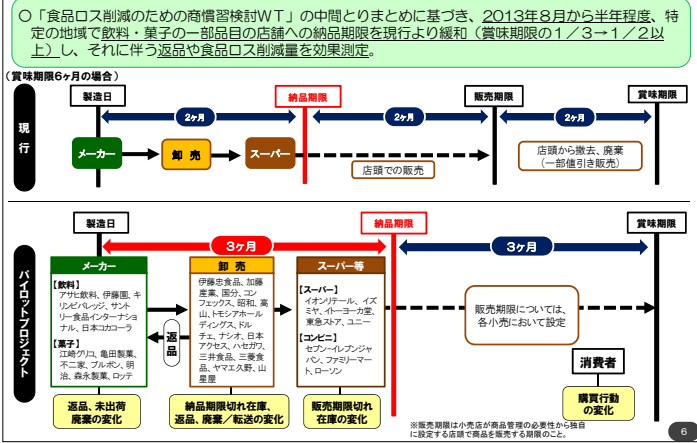 ○「食品ロス削減のための商慣習検討WT」の中間とりまとめに基づき、2013年8月から半年程度、特
定の地域で飲料・菓子の一部品目の店舗への納品期限を現行より緩和（賞味期限の1／3→1／2以
上）し、それに伴う返品や食品ロス削減量を効果測定。
（賞味期限6ヶ月の場合）
現行
製造日
納品期限
販売期限
賞味期限
2ヶ月
2ヶ月
2ヶ月
メーカー
卸 売
スーパー
店頭での販売
店頭から撤去、廃棄
（一部値引き販売）
パイロットプロジェクト
製造日
納品期限
賞味期限
3ヶ月
3ヶ月
メーカー
【飲料】
アサヒ飲料、伊藤園、キ
リンビバレッジ、サント
リー食品インターナショ
ナル、日本コカコーラ
【菓子】
江崎グリコ、亀田製菓、
不二家、ブルボン、明
治、森永製菓、ロッテ
返品
卸 売
伊藤忠食品、加藤
産業、国分、コン
フェックス、昭和、高
山、トモシアホール
ディングス、ドル
チェ、ナシオ、日本
アクセス、ハセガワ、
三井食品、三菱食
品、ヤマエ久野、山
星屋
スーパー等
【スーパー】
イオンリテール、イズ
ミヤ、イトーヨーカ堂、
東急ストア、ユニー
【コンビニ】
セブン-イレブンジャ
パン、ファミリーマー
ト、ローソン
販売期限については、
各小売において設定
消費者
返品、未出荷
廃棄の変化
納品期限切れ在庫、
返品、廃棄／転送の変化
販売期限切れ
在庫の変化
購買行動
の変化
※販売期限は小売店が商品管理の必要性から独自
に設定する店頭で商品を販売する期限のこと。
6